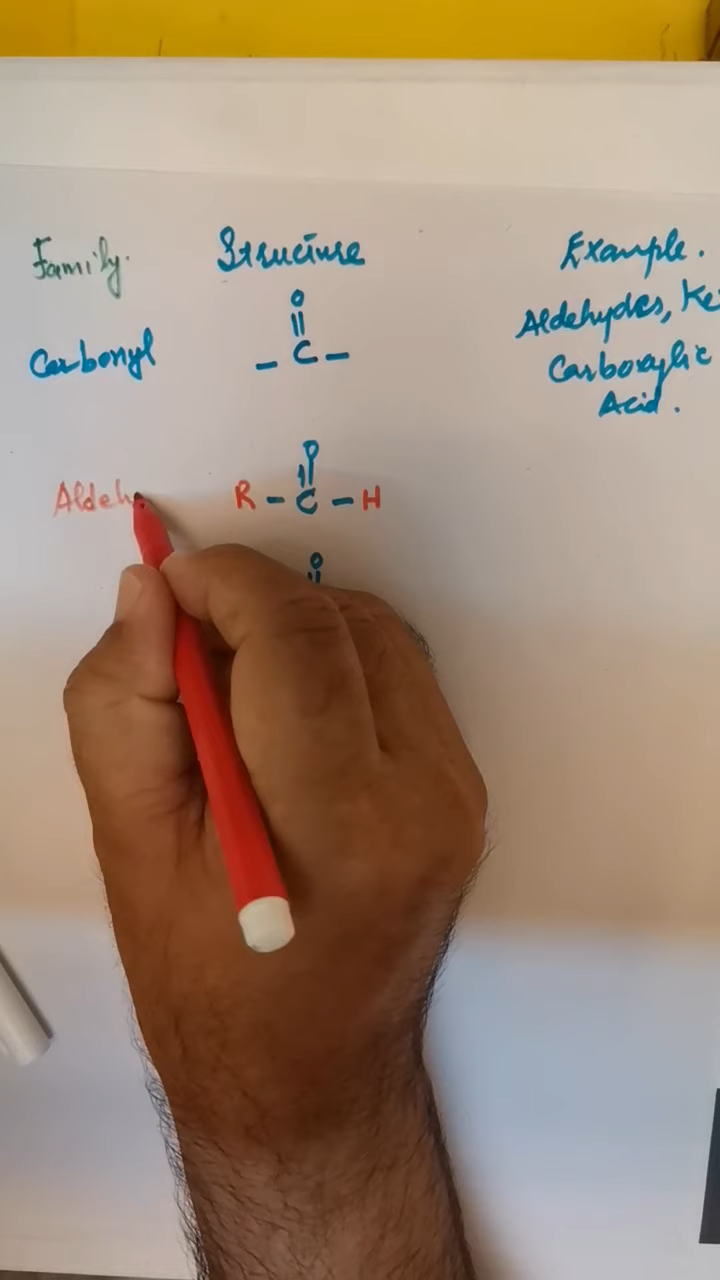 Family. Structure Example.
O
||
Carbonyl – C – Aldehydes, Ke
Carboxylic
Acid.
O
||
Aldeh R – C – H
O
||